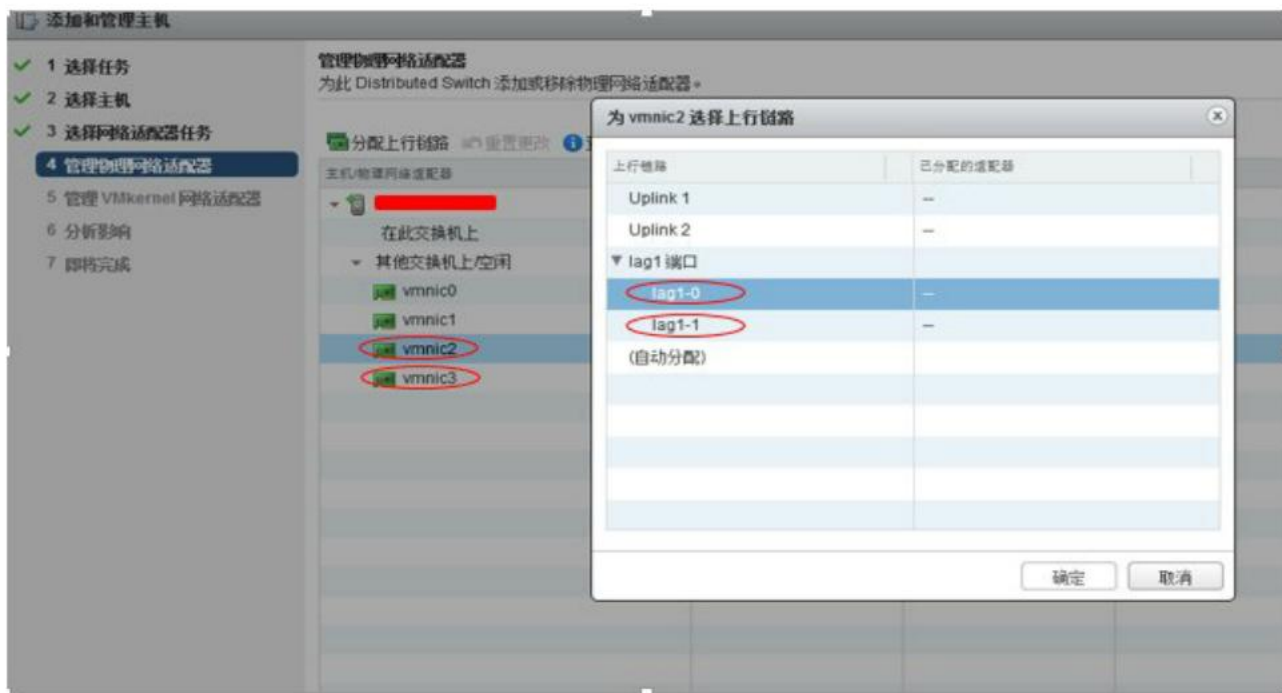 添加和管理主机
1 选择任务
2 选择主机
3 选择网络适配器任务
4 管理物理网络适配器
5 管理 VMkernel 网络适配器
6 分析影响
7 即将完成
管理物理网络适配器
为此 Distributed Switch 添加或移除物理网络适配器。
分配上行链路 重置更改
主机/物理网络适配器
在此交换机上
其他交换机上/空闲
vmnic0
vmnic1
vmnic2
vmnic3
为 vmnic2 选择上行链路
上行链路 已分配的适配器
Uplink 1 --
Uplink 2 --
lag1 端口
lag1-0 --
lag1-1 --
(自动分配)
确定 取消